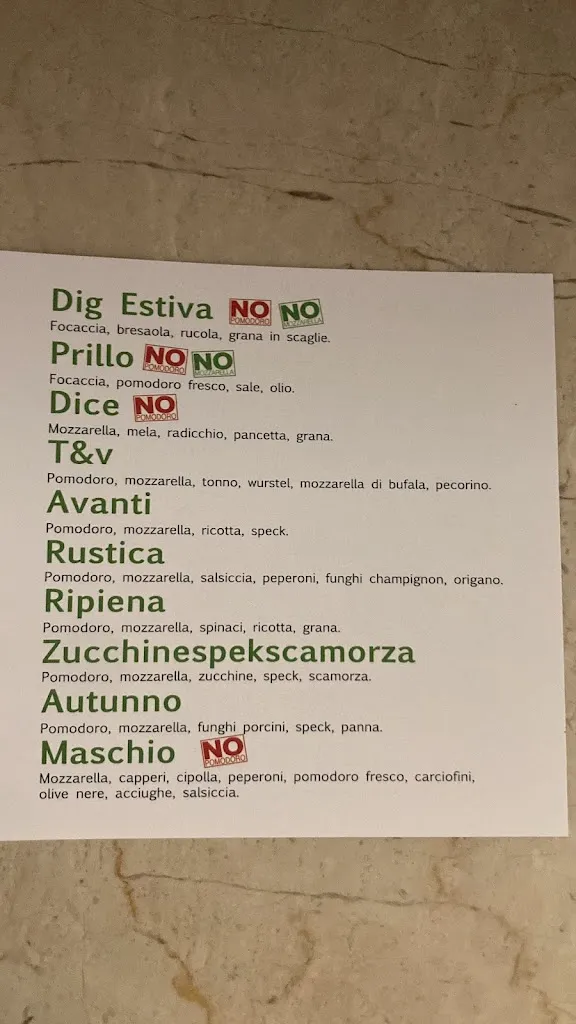 Dig Estiva NO POMODORO NO MOZZARELLA
Focaccia, bresaola, rucola, grana in scaglie.
Prillo NO POMODORO NO MOZZARELLA
Focaccia, pomodoro fresco, sale, olio.
Dice NO POMODORO
Mozzarella, mela, radicchio, pancetta, grana.
T&v
Pomodoro, mozzarella, tonno, wurstel, mozzarella di bufala, pecorino.
Avanti
Pomodoro, mozzarella, ricotta, speck.
Rustica
Pomodoro, mozzarella, salsiccia, peperoni, funghi champignon, origano.
Ripiena
Pomodoro, mozzarella, spinaci, ricotta, grana.
Zucchinespekscamorza
Pomodoro, mozzarella, zucchine, speck, scamorza.
Autunno
Pomodoro, mozzarella, funghi porcini, speck, panna.
Maschio NO POMODORO
Mozzarella, capperi, cipolla, peperoni, pomodoro fresco, carciofini,
olive nere, acciughe, salsiccia.